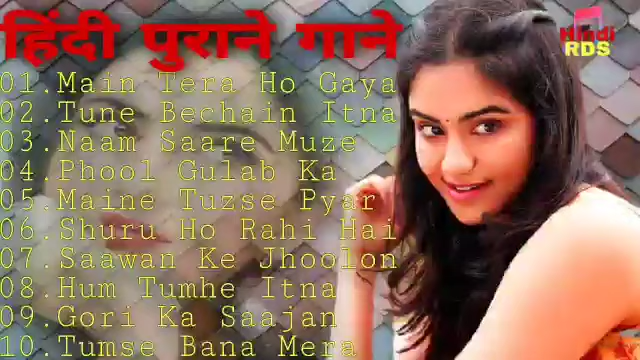 हिंदी पुराने गाने
Hindi
RDS
01.Main Tera Ho Gaya
02.Tune Bechain Itna
03.Naam Saare Muze
04.Phool Gulab Ka
05.Maine Tuzse Pyar
06.Shuru Ho Rahi Hai
07.Saawan Ke Jhoolon
08.Hum Tumhe Itna
09.Gori Ka Saajan
10.Tumse Bana Mera